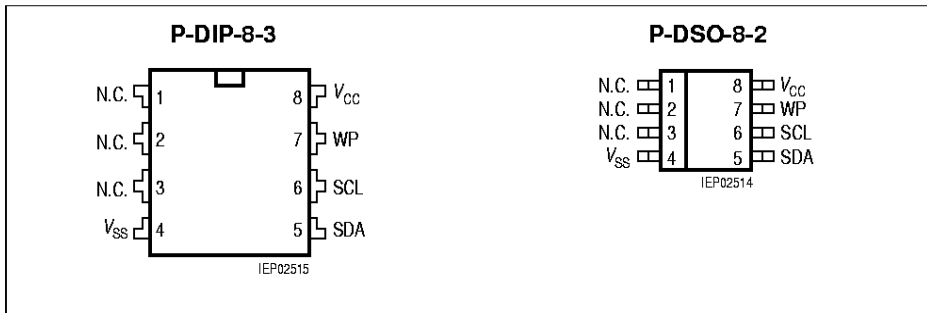 P-DIP-8-3
N.C. 1 8 VCC
N.C. 2 7 WP
N.C. 3 6 SCL
VSS 4 5 SDA
IEP02515
P-DSO-8-2
N.C. 1 8 VCC
N.C. 2 7 WP
N.C. 3 6 SCL
VSS 4 5 SDA
IEP02514